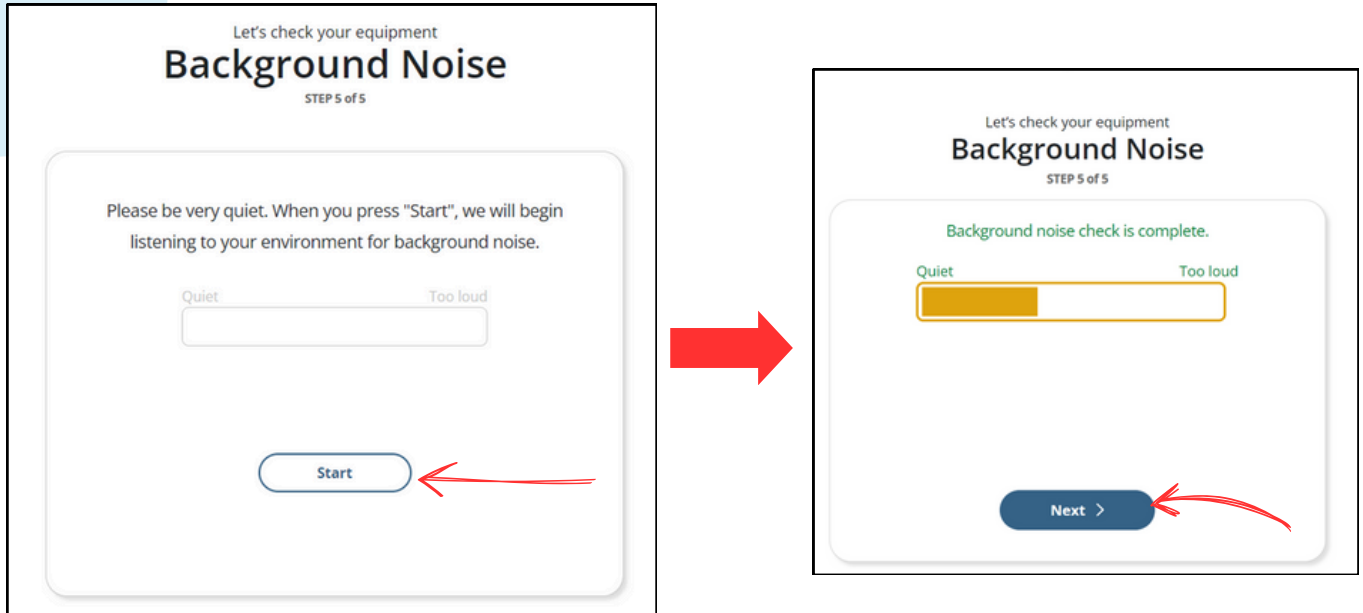 Let's check your equipment
Background Noise
STEP 5 of 5
Please be very quiet. When you press "Start", we will begin
listening to your environment for background noise.
Quiet Too loud
Start
Let's check your equipment
Background Noise
STEP 5 of 5
Background noise check is complete.
Quiet Too loud
Next >